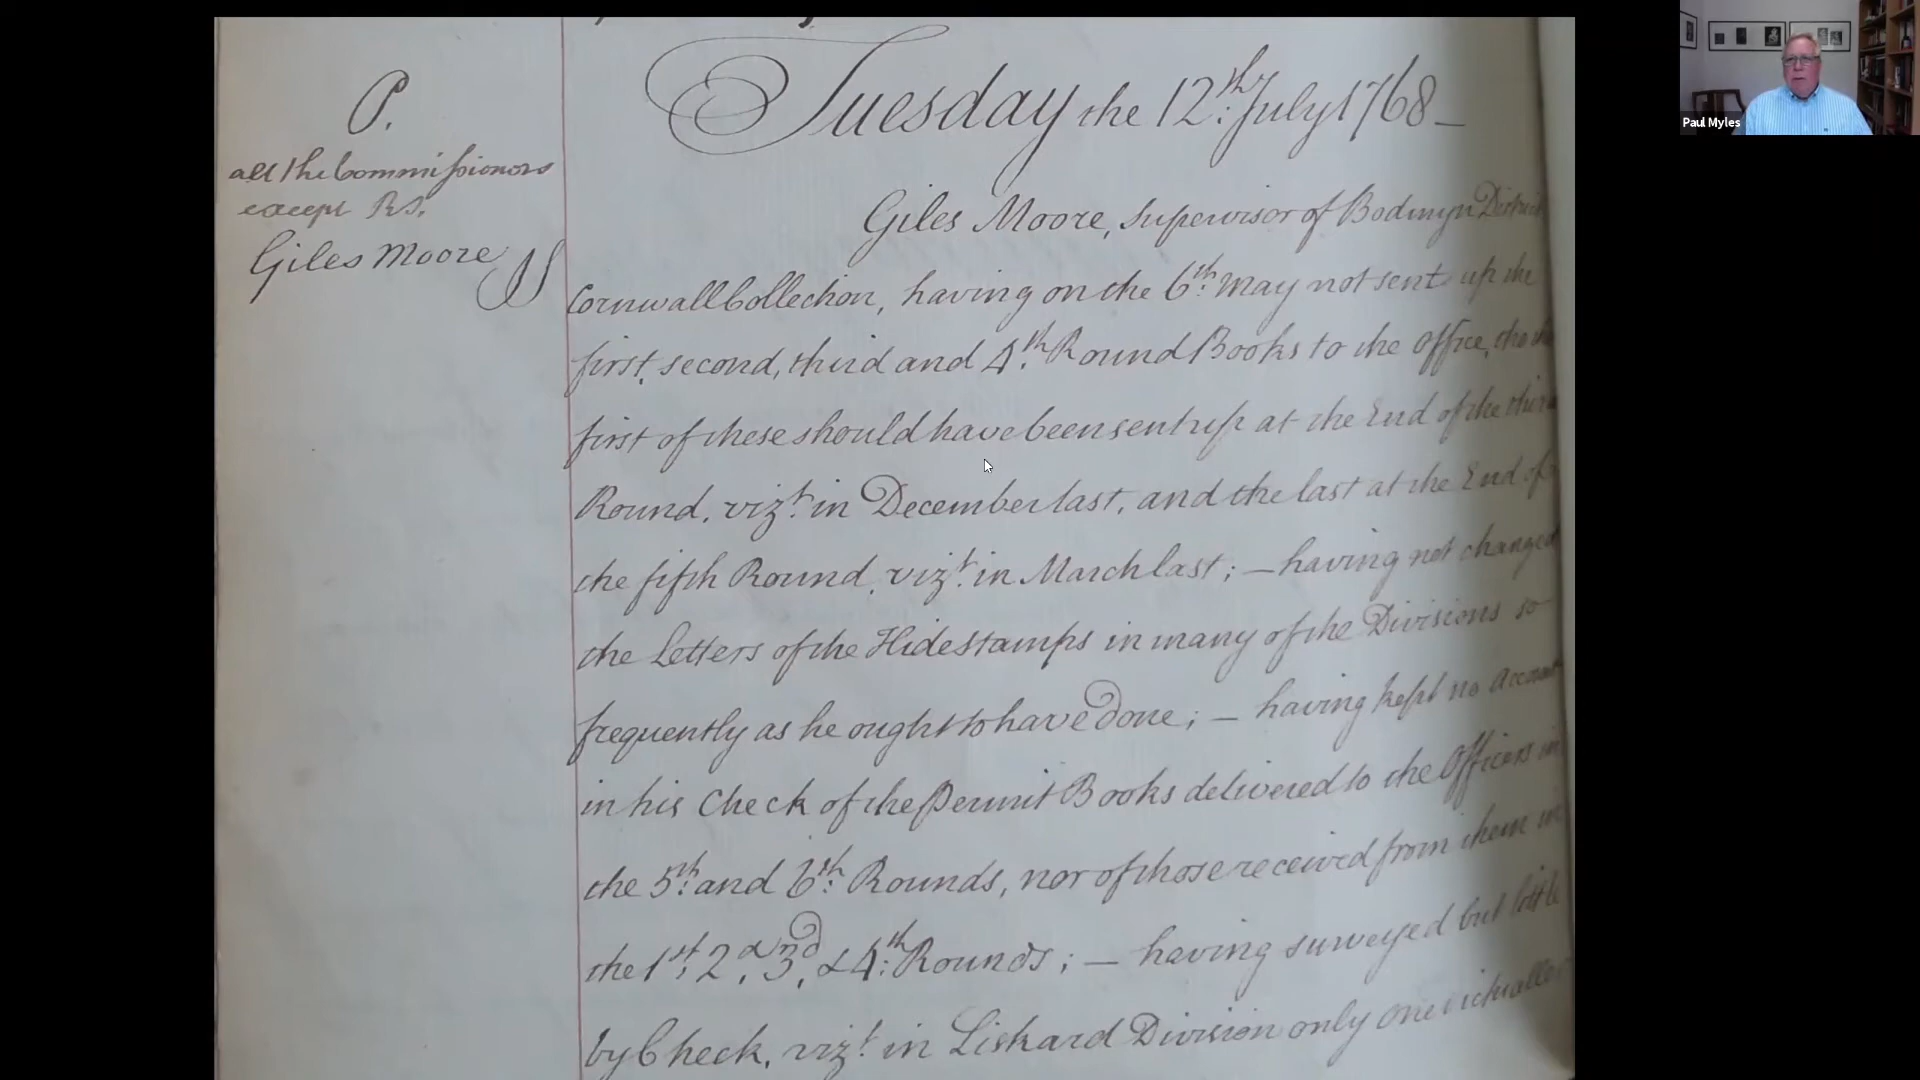 Tuesday the 12th: July 1768 _
P.
all the Commissioners
except RS.
Giles Moore
Giles Moore, Supervisor of Bodmyn District
Cornwall Collection, having on the 6th: May not sent up the
first, second, third and 4th: Round Books to the Office, tho' the
first of these should have been sent up at the End of the third
Round, vizt: in December last, and the last at the End of
the fifth Round, vizt: in March last; — having not changed
the Letters of the Hide Stamps in many of the Divisions so
frequently as he ought to have done; — having kept no Account
in his Check of the Permit Books delivered to the Officers in
the 5th: and 6th: Rounds, nor of those received from them in
the 1st, 2d, 3d, & 4th: Rounds; — having surveyed but little
by Check, vizt: in Liskard Division only one victualler
Paul Myles